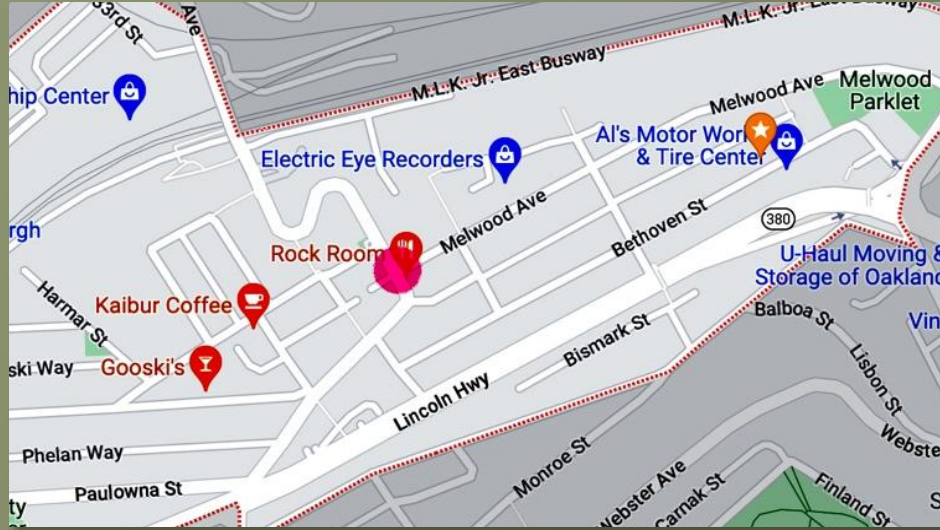 33rd St
Ave
M.L.K. Jr. East Busway
M.L.K. Jr. East Busway
hip Center
Melwood Ave
Melwood
Parklet
Electric Eye Recorders
Al's Motor Wor
& Tire Center
rgh
Melwood Ave
Bethoven St
380
Rock Room
U-Haul Moving &
Storage of Oakland
Harmar St
Kaibur Coffee
Balboa St
Vin
Gooski's
ski Way
Bismark St
Lisbon St
Lincoln Hwy
Phelan Way
Webste
Monroe St
Paulowna St
Webster Ave
Carnak St
Finland St
ty
S